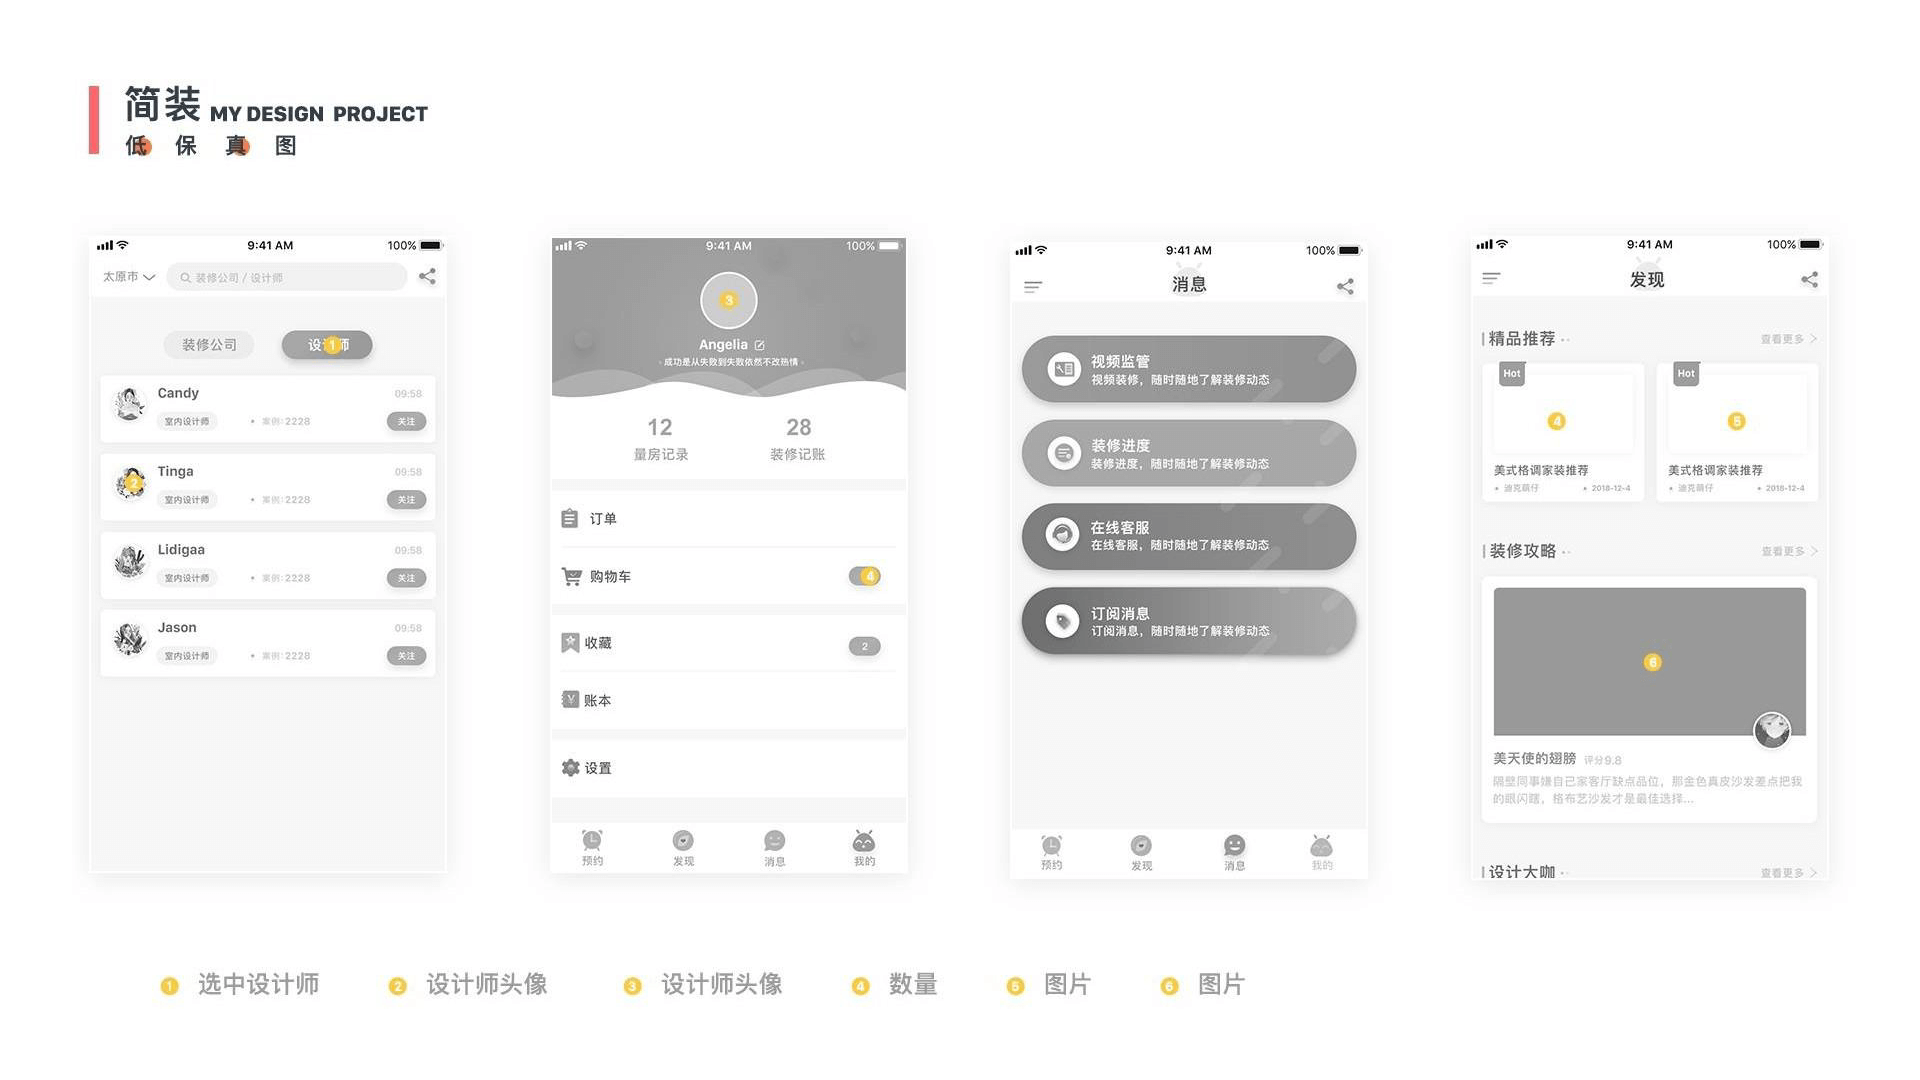 简装 MY DESIGN PROJECT
低 保 真 图
9:41 AM 100%
太原市 装修公司 / 设计师
装修公司 设计师 1
Candy 09:58
室内设计师 案例:2228 关注
Tinga 09:58
2 室内设计师 案例:2228 关注
Lidigaa 09:58
室内设计师 案例:2228 关注
Jason 09:58
室内设计师 案例:2228 关注
9:41 AM 100%
3
Angelia
成功是从失败到失败依然不改热情
12 28
量房记录 装修记账
订单
购物车 4
收藏 2
账本
设置
预约 发现 消息 我的
9:41 AM 100%
消息
视频监管
视频装修，随时随地了解装修动态
装修进度
装修进度，随时随地了解装修动态
在线客服
在线客服，随时随地了解装修动态
订阅消息
订阅消息，随时随地了解装修动态
预约 发现 消息 我的
9:41 AM 100%
发现
精品推荐 查看更多
Hot Hot
4 5
美式格调家装推荐 美式格调家装推荐
迪克萌仔 2018-12-4 迪克萌仔 2018-12-4
装修攻略 查看更多
6
美天使的翅膀 评分9.8
隔壁同事嫌自己家客厅缺点品位，那金色真皮沙发差点把我
的眼闪瞎，格布艺沙发才是最佳选择...
设计大咖 查看更多
1 选中设计师 2 设计师头像 3 设计师头像 4 数量 5 图片 6 图片